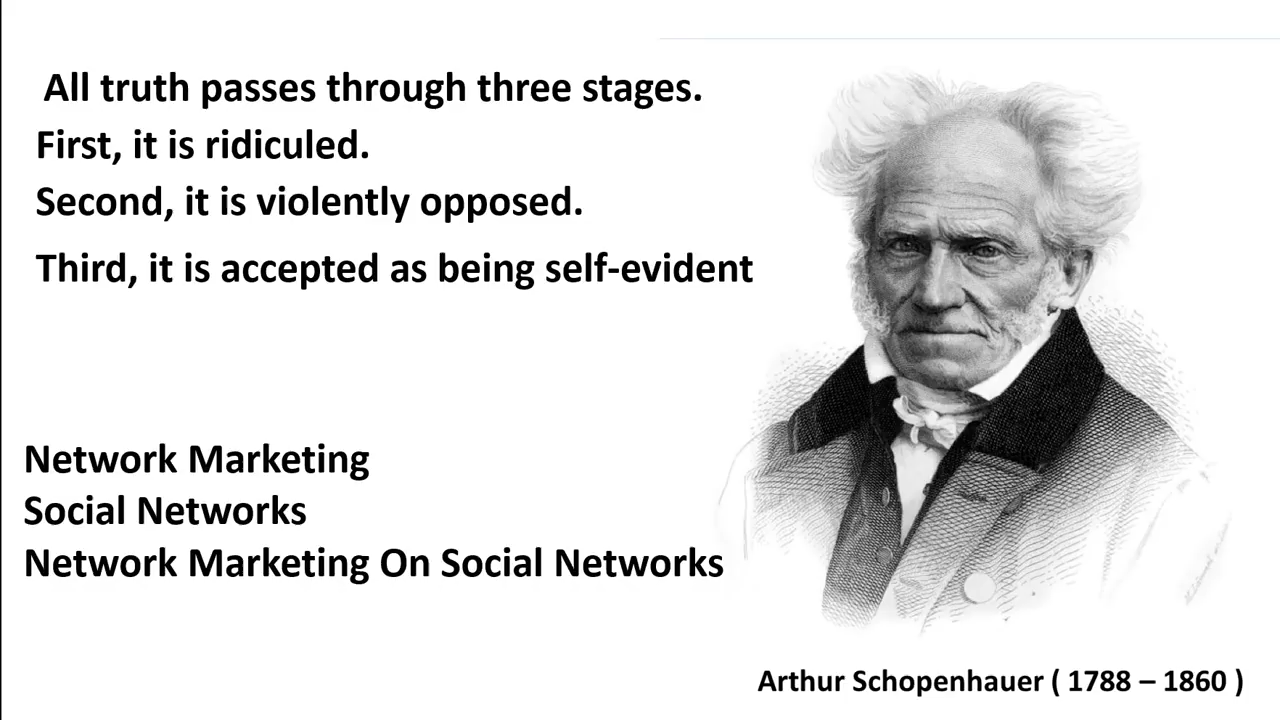 All truth passes through three stages.
First, it is ridiculed.
Second, it is violently opposed.
Third, it is accepted as being self-evident
Network Marketing
Social Networks
Network Marketing On Social Networks
Arthur Schopenhauer ( 1788 – 1860 )